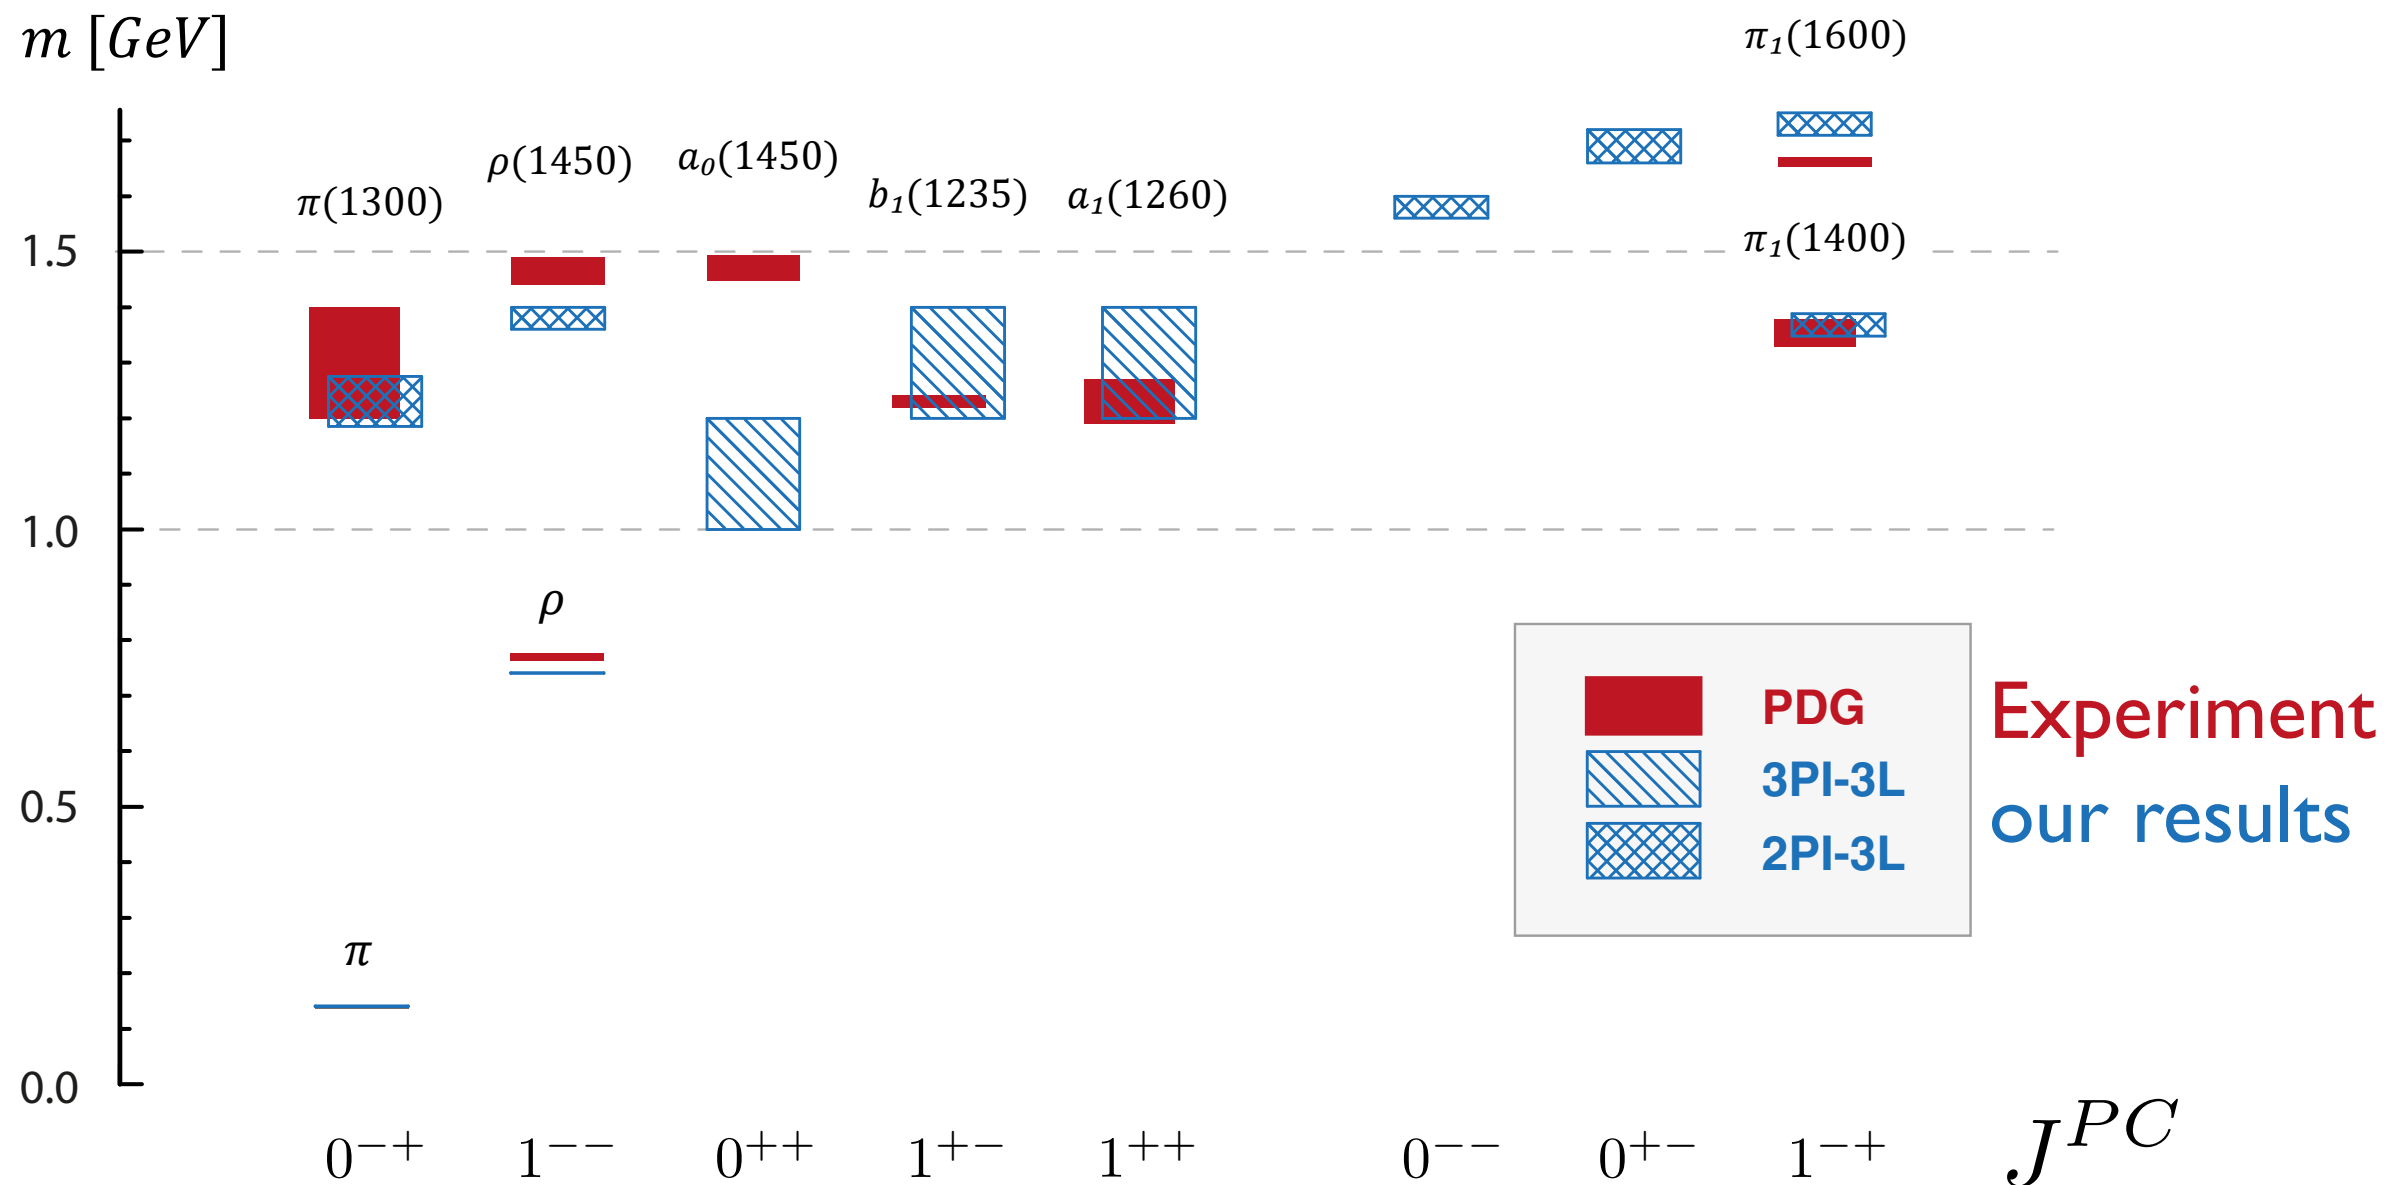 m [GeV]
π₁(1600)
ρ(1450) a₀(1450)
π(1300) b₁(1235) a₁(1260)
1.5 π₁(1400)
1.0
ρ
PDG Experiment
3PI-3L
0.5 our results
2PI-3L
π
0.0
0⁻⁺ 1⁻⁻ 0⁺⁺ 1⁺⁻ 1⁺⁺ 0⁻⁻ 0⁺⁻ 1⁻⁺ Jᴾᶜ